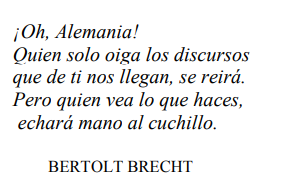 ¡Oh, Alemania!
Quien solo oiga los discursos
que de ti nos llegan, se reirá.
Pero quien vea lo que haces,
echará mano al cuchillo.
BERTOLT BRECHT